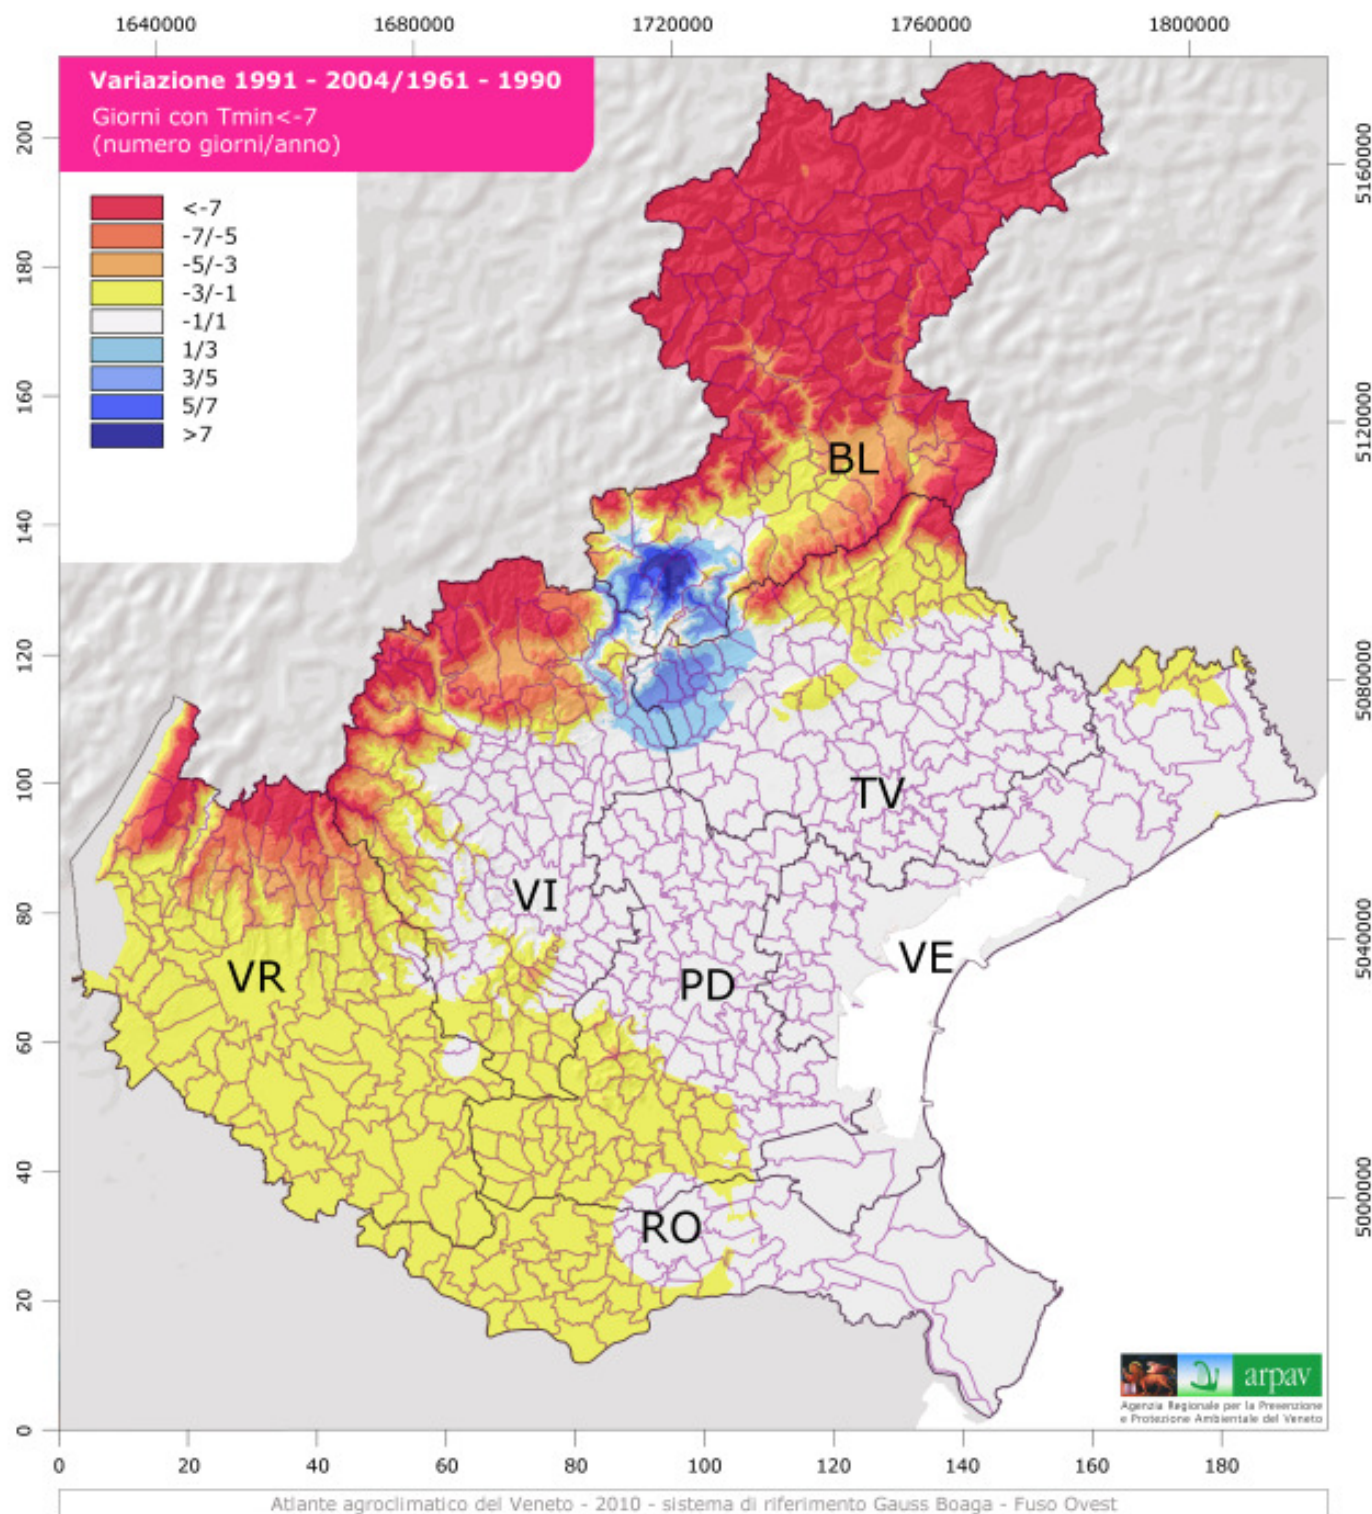 1640000 1680000 1720000 1760000 1800000
Variazione 1991 - 2004/1961 - 1990
Giorni con Tmin<-7
(numero giorni/anno)
<-7
-7/-5
-5/-3
-3/-1
-1/1
1/3
3/5
5/7
>7
200
180
160
140
120
100
80
60
40
20
0
5160000
5120000
5080000
5040000
5000000
BL
TV
VI
VE
VR
PD
RO
arpav
Agenzia Regionale per la Prevenzione
e Protezione Ambientale del Veneto
0 20 40 60 80 100 120 140 160 180
Atlante agroclimatico del Veneto - 2010 - sistema di riferimento Gauss Boaga - Fuso Ovest